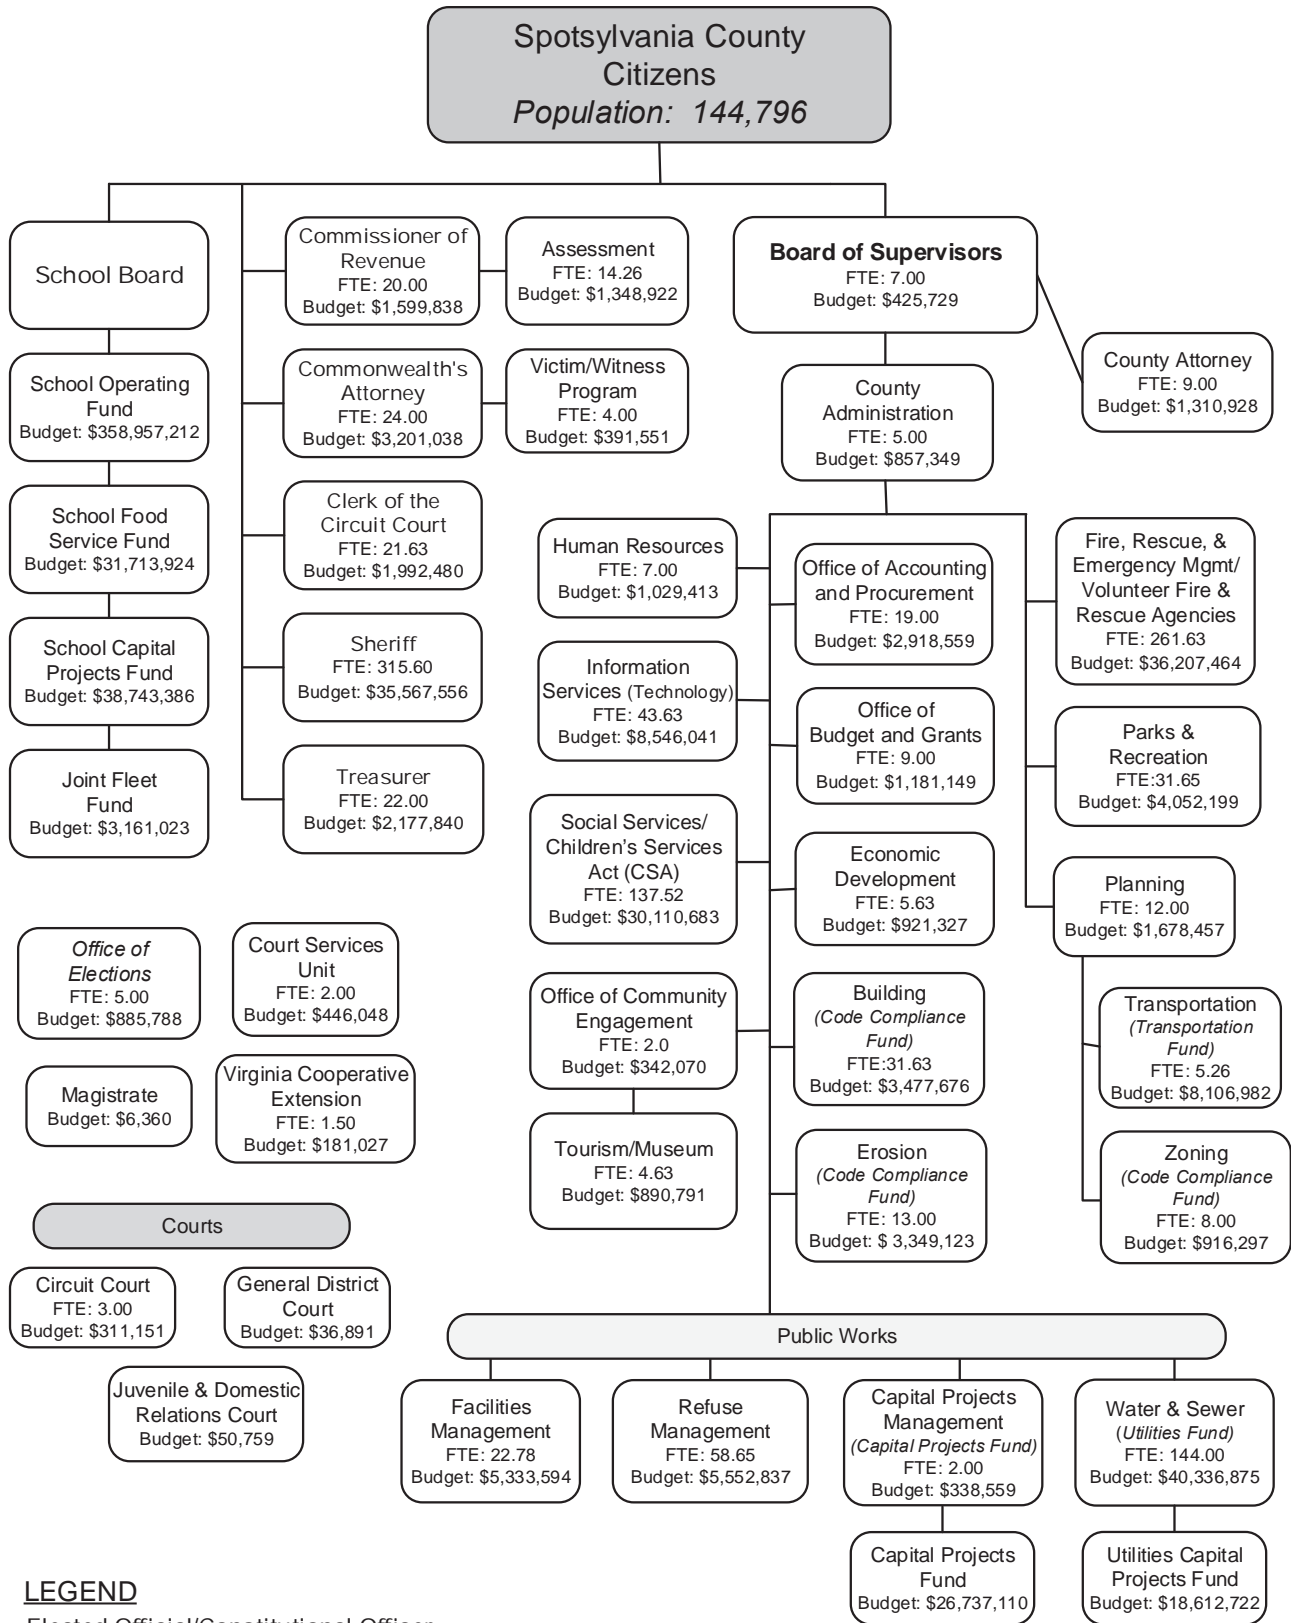 Spotsylvania County
Citizens
Population: 144,796
School Board
School Operating
Fund
Budget: $358,957,212
School Food
Service Fund
Budget: $31,713,924
School Capital
Projects Fund
Budget: $38,743,386
Joint Fleet
Fund
Budget: $3,161,023
Commissioner of
Revenue
FTE: 20.00
Budget: $1,599,838
Assessment
FTE: 14.26
Budget: $1,348,922
Commonwealth's
Attorney
FTE: 24.00
Budget: $3,201,038
Victim/Witness
Program
FTE: 4.00
Budget: $391,551
Clerk of the
Circuit Court
FTE: 21.63
Budget: $1,992,480
Sheriff
FTE: 315.60
Budget: $35,567,556
Treasurer
FTE: 22.00
Budget: $2,177,840
Board of Supervisors
FTE: 7.00
Budget: $425,729
County Attorney
FTE: 9.00
Budget: $1,310,928
County
Administration
FTE: 5.00
Budget: $857,349
Human Resources
FTE: 7.00
Budget: $1,029,413
Information
Services (Technology)
FTE: 43.63
Budget: $8,546,041
Social Services/
Children’s Services
Act (CSA)
FTE: 137.52
Budget: $30,110,683
Office of Community
Engagement
FTE: 2.0
Budget: $342,070
Tourism/Museum
FTE: 4.63
Budget: $890,791
Office of Accounting
and Procurement
FTE: 19.00
Budget: $2,918,559
Office of
Budget and Grants
FTE: 9.00
Budget: $1,181,149
Economic
Development
FTE: 5.63
Budget: $921,327
Building
(Code Compliance
Fund)
FTE:31.63
Budget: $3,477,676
Erosion
(Code Compliance
Fund)
FTE: 13.00
Budget: $ 3,349,123
Fire, Rescue, &
Emergency Mgmt/
Volunteer Fire &
Rescue Agencies
FTE: 261.63
Budget: $36,207,464
Parks &
Recreation
FTE:31.65
Budget: $4,052,199
Planning
FTE: 12.00
Budget: $1,678,457
Transportation
(Transportation
Fund)
FTE: 5.26
Budget: $8,106,982
Zoning
(Code Compliance
Fund)
FTE: 8.00
Budget: $916,297
Office of
Elections
FTE: 5.00
Budget: $885,788
Court Services
Unit
FTE: 2.00
Budget: $446,048
Magistrate
Budget: $6,360
Virginia Cooperative
Extension
FTE: 1.50
Budget: $181,027
Courts
Circuit Court
FTE: 3.00
Budget: $311,151
General District
Court
Budget: $36,891
Juvenile & Domestic
Relations Court
Budget: $50,759
Public Works
Facilities
Management
FTE: 22.78
Budget: $5,333,594
Refuse
Management
FTE: 58.65
Budget: $5,552,837
Capital Projects
Management
(Capital Projects Fund)
FTE: 2.00
Budget: $338,559
Water & Sewer
(Utilities Fund)
FTE: 144.00
Budget: $40,336,875
Capital Projects
Fund
Budget: $26,737,110
Utilities Capital
Projects Fund
Budget: $18,612,722
LEGEND
Elected Official/Constitutional Officer